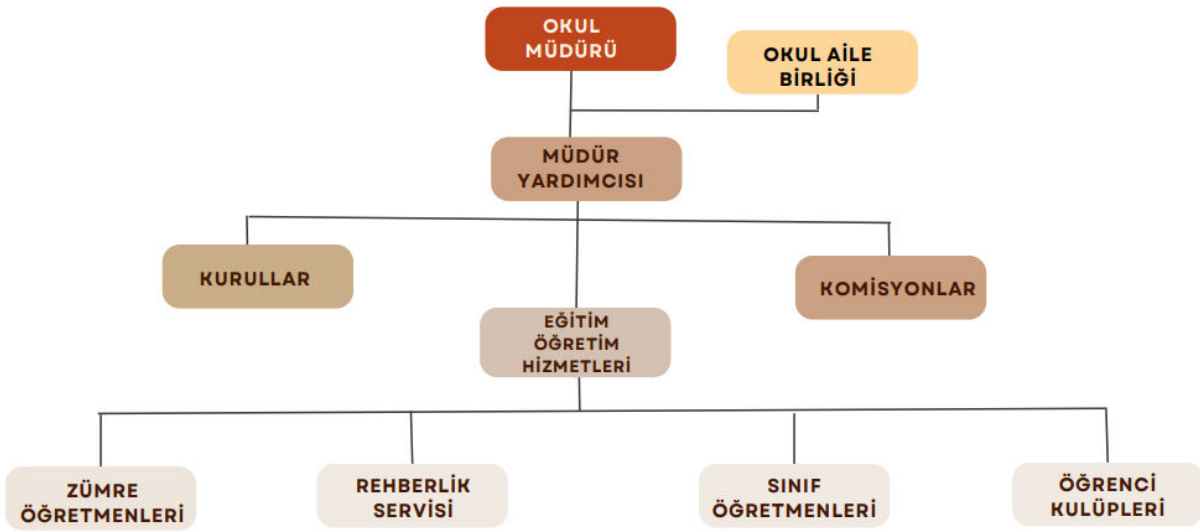 OKUL
MÜDÜRÜ
OKUL AİLE
BİRLİĞİ
MÜDÜR
YARDIMCISI
KURULLAR
KOMİSYONLAR
EĞİTİM
ÖĞRETİM
HİZMETLERİ
ZÜMRE
ÖĞRETMENLERİ
REHBERLİK
SERVİSİ
SINIF
ÖĞRETMENLERİ
ÖĞRENCİ
KULÜPLERİ